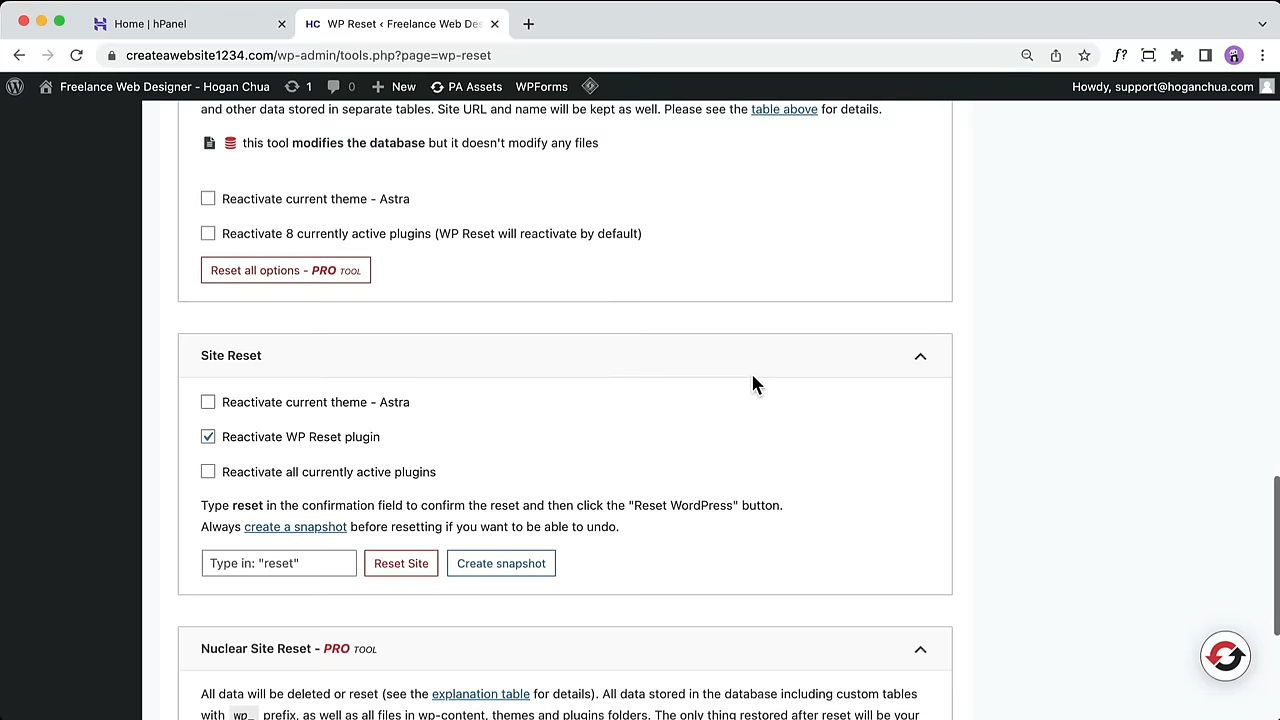 Home | hPanel
HC WP Reset ‹ Freelance Web Des
createawebsite1234.com/wp-admin/tools.php?page=wp-reset
f?
Freelance Web Designer - Hogan Chua 1 0 New PA Assets WPForms Howdy, support@hoganchua.com
and other data stored in separate tables. Site URL and name will be kept as well. Please see the table above for details.
this tool modifies the database but it doesn't modify any files
Reactivate current theme - Astra
Reactivate 8 currently active plugins (WP Reset will reactivate by default)
Reset all options - PRO TOOL
Site Reset
Reactivate current theme - Astra
Reactivate WP Reset plugin
Reactivate all currently active plugins
Type reset in the confirmation field to confirm the reset and then click the "Reset WordPress" button.
Always create a snapshot before resetting if you want to be able to undo.
Type in: "reset" Reset Site Create snapshot
Nuclear Site Reset - PRO TOOL
All data will be deleted or reset (see the explanation table for details). All data stored in the database including custom tables
with wp_ prefix, as well as all files in wp-content, themes and plugins folders. The only thing restored after reset will be your